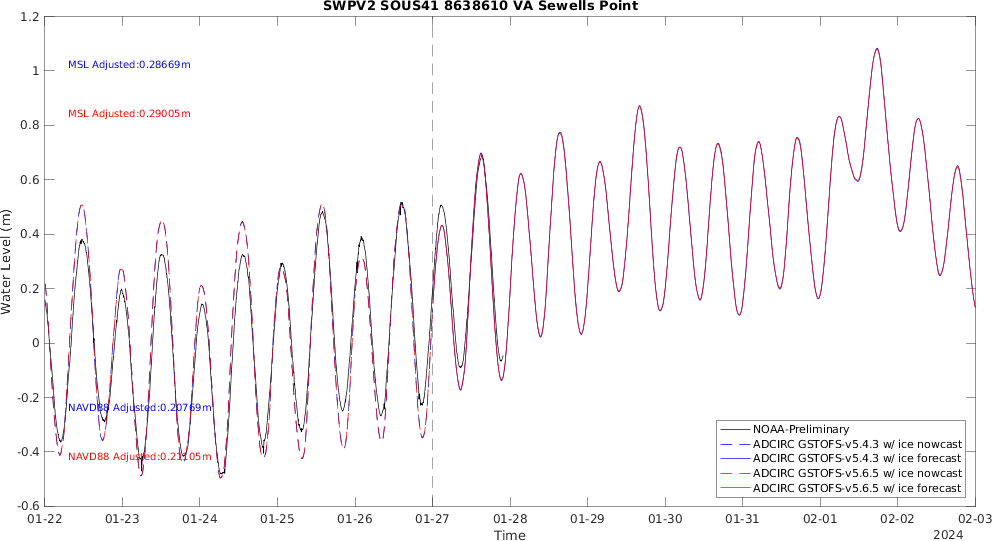 SWPV2 SOUS41 8638610 VA Sewells Point
1.2
1
0.8
0.6
0.4
0.2
0
-0.2
-0.4
-0.6
Water Level (m)
MSL Adjusted:0.28669m
MSL Adjusted:0.29005m
NAVD88 Adjusted:0.20769m
NAVD88 Adjusted:0.21105m
NOAA-Preliminary
ADCIRC GSTOFS-v5.4.3 w/ ice nowcast
ADCIRC GSTOFS-v5.4.3 w/ ice forecast
ADCIRC GSTOFS-v5.6.5 w/ ice nowcast
ADCIRC GSTOFS-v5.6.5 w/ ice forecast
01-22 01-23 01-24 01-25 01-26 01-27 01-28 01-29 01-30 01-31 02-01 02-02 02-03
Time
2024